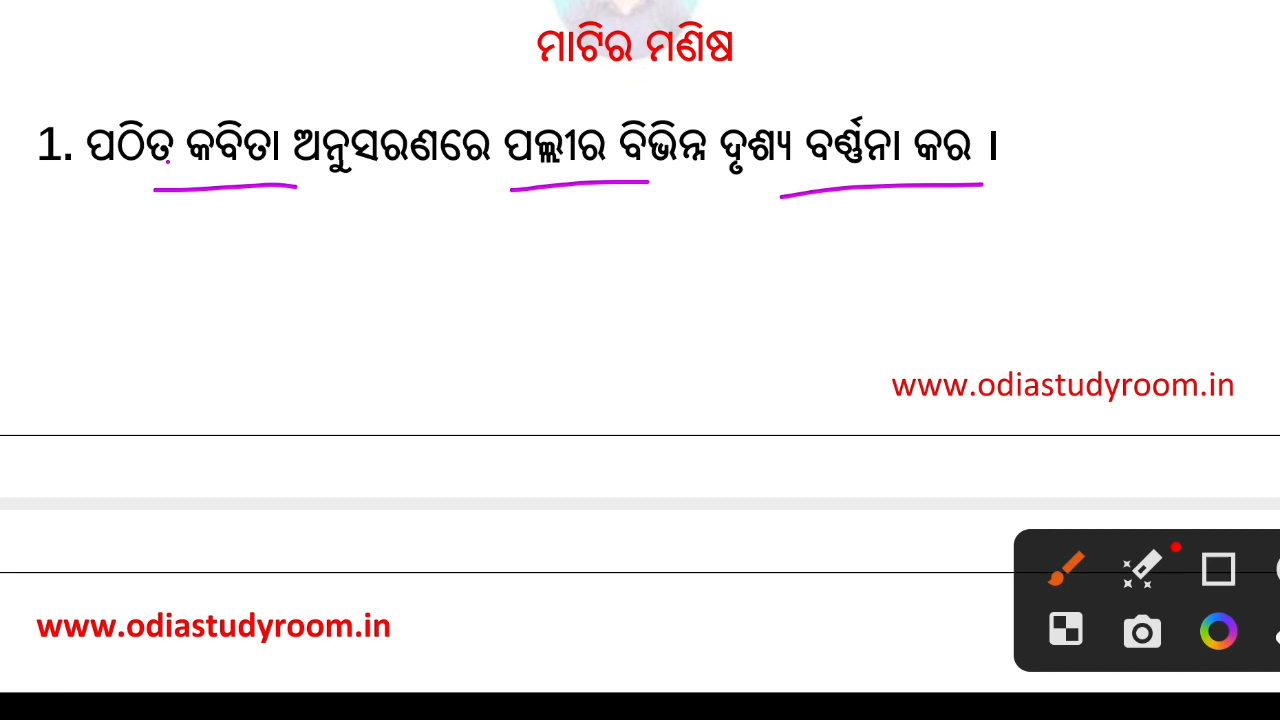 ମାଟିର ମଣିଷ
1. ପଠିତ କବିତା ଅନୁସରଣରେ ପଲ୍ଲୀର ବିଭିନ୍ନ ଦୃଶ୍ୟ ବର୍ଣ୍ଣନା କର ।
www.odiastudyroom.in
www.odiastudyroom.in